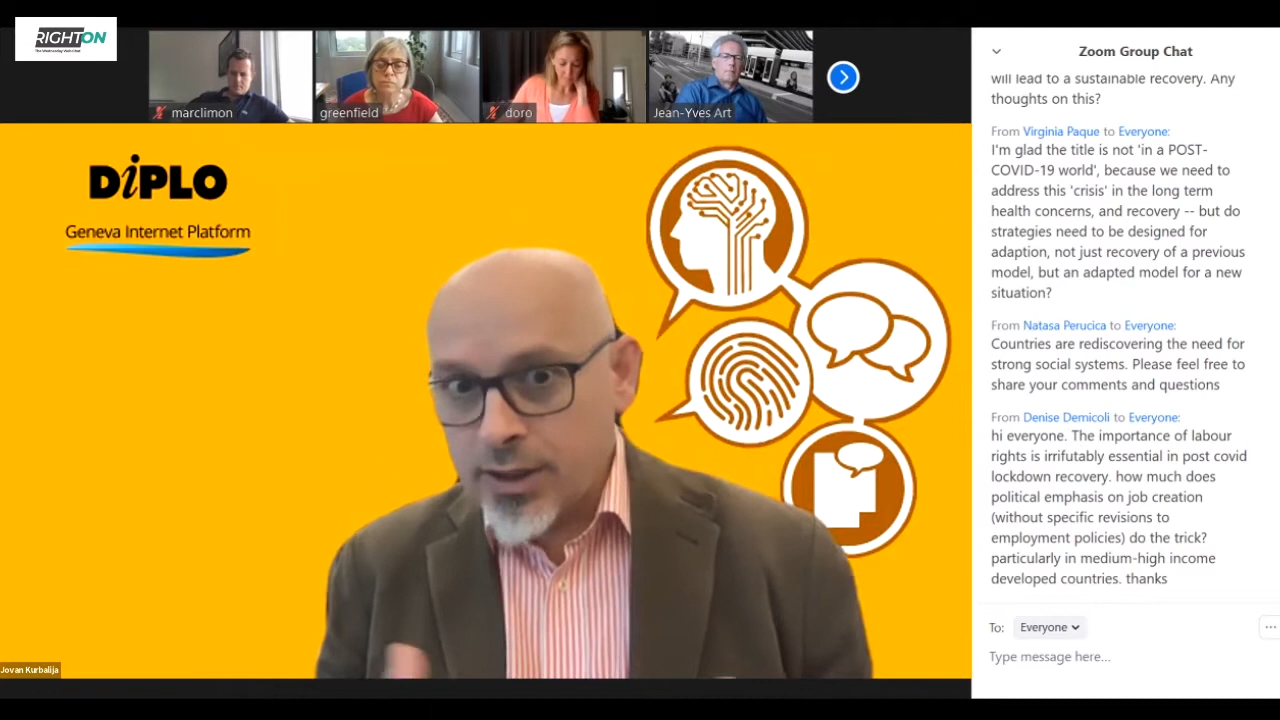 RIGHTON
The Wednesday Web Chat
marclimon
greenfield
doro
Jean-Yves Art
DiPLO
Geneva Internet Platform
Jovan Kurbalija
Zoom Group Chat
will lead to a sustainable recovery. Any
thoughts on this?
From Virginia Paque to Everyone:
I'm glad the title is not 'in a POST-
COVID-19 world', because we need to
address this 'crisis' in the long term
health concerns, and recovery -- but do
strategies need to be designed for
adaption, not just recovery of a previous
model, but an adapted model for a new
situation?
From Natasa Perucica to Everyone:
Countries are rediscovering the need for
strong social systems. Please feel free to
share your comments and questions
From Denise Demicoli to Everyone:
hi everyone. The importance of labour
rights is irrifutably essential in post covid
lockdown recovery. how much does
political emphasis on job creation
(without specific revisions to
employment policies) do the trick?
particularly in medium-high income
developed countries. thanks
To: Everyone
Type message here...